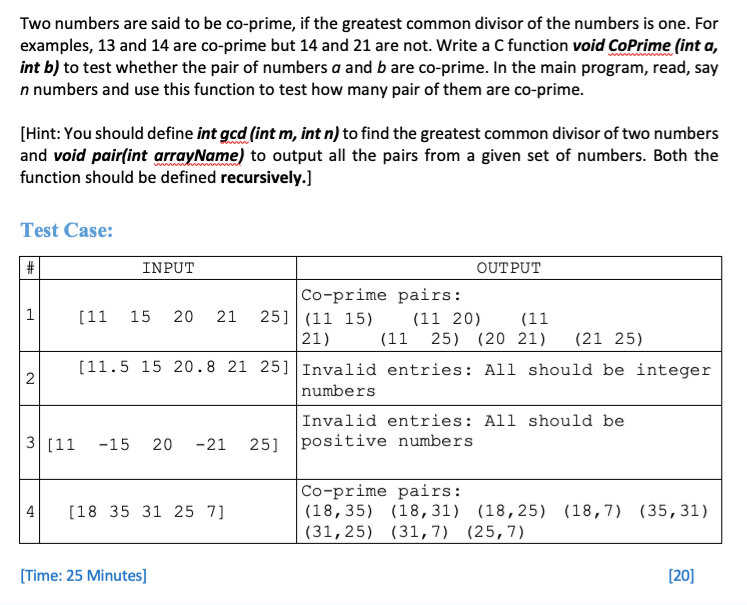 Two numbers are said to be co-prime, if the greatest common divisor of the numbers is one. For
examples, 13 and 14 are co-prime but 14 and 21 are not. Write a C function void CoPrime (int a,
int b) to test whether the pair of numbers a and b are co-prime. In the main program, read, say
n numbers and use this function to test how many pair of them are co-prime.
[Hint: You should define int gcd (int m, int n) to find the greatest common divisor of two numbers
and void pair(int arrayName) to output all the pairs from a given set of numbers. Both the
function should be defined recursively.]
Test Case:
# INPUT OUTPUT
Co-prime pairs:
1 [11 15 20 21 25] (11 15) (11 20) (11
21) (11 25) (20 21) (21 25)
2 [11.5 15 20.8 21 25] Invalid entries: All should be integer
numbers
Invalid entries: All should be
3 [11 -15 20 -21 25] positive numbers
Co-prime pairs:
4 [18 35 31 25 7] (18,35) (18,31) (18,25) (18,7) (35,31)
(31,25) (31,7) (25,7)
[Time: 25 Minutes] [20]